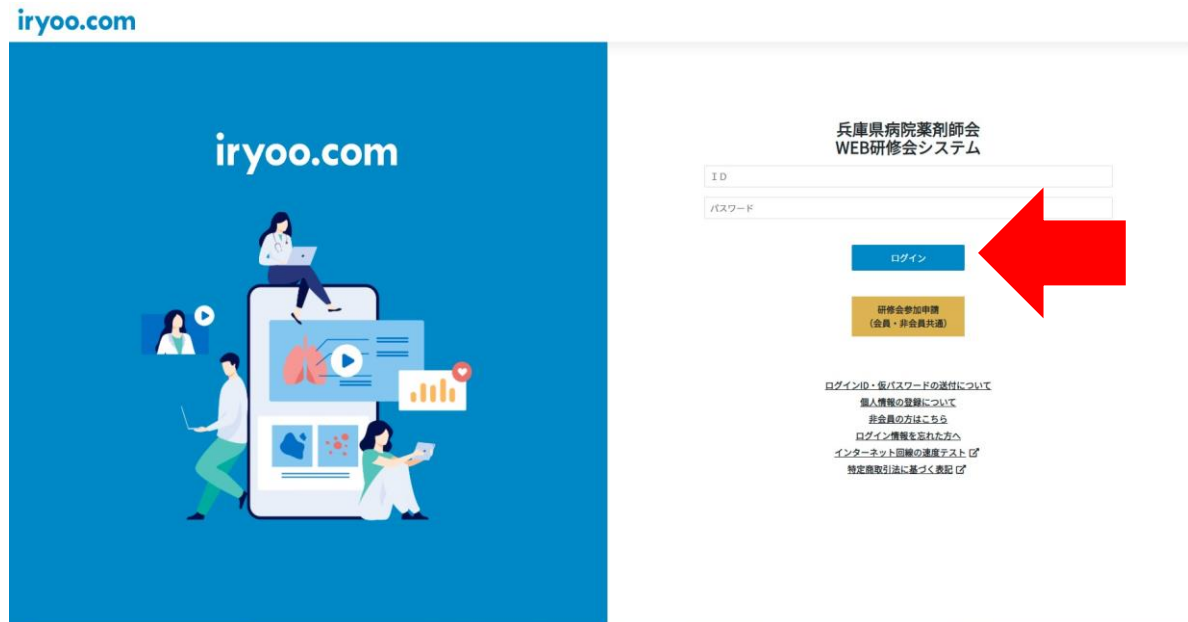 iryoo.com
iryoo.com
兵庫県病院薬剤師会
WEB研修会システム
ＩＤ
パスワード
ログイン
研修会参加申請
（会員・非会員共通）
ログインID・仮パスワードの送付について
個人情報の登録について
非会員の方はこちら
ログイン情報を忘れた方へ
インターネット回線の速度テスト
特定商取引法に基づく表記